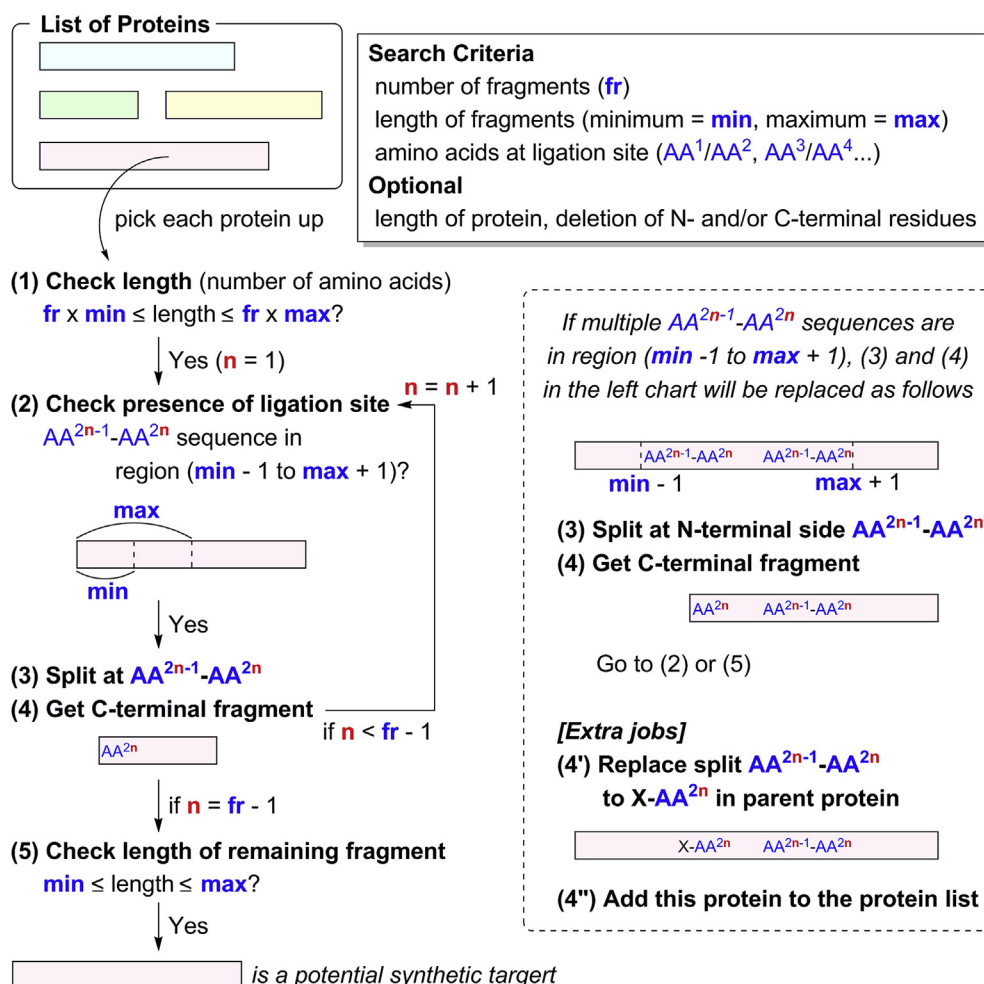 List of Proteins
Search Criteria
number of fragments (fr)
length of fragments (minimum = min, maximum = max)
amino acids at ligation site (AA¹/AA², AA³/AA⁴...)
Optional
length of protein, deletion of N- and/or C-terminal residues
pick each protein up
(1) Check length (number of amino acids)
fr x min ≤ length ≤ fr x max?
Yes (n = 1)
n = n + 1
(2) Check presence of ligation site
AA²ⁿ⁻¹-AA²ⁿ sequence in
region (min - 1 to max + 1)?
max
min
Yes
(3) Split at AA²ⁿ⁻¹-AA²ⁿ
(4) Get C-terminal fragment
if n < fr - 1
AA²ⁿ
if n = fr - 1
(5) Check length of remaining fragment
min ≤ length ≤ max?
Yes
is a potential synthetic targert
If multiple AA²ⁿ⁻¹-AA²ⁿ sequences are
in region (min -1 to max + 1), (3) and (4)
in the left chart will be replaced as follows
AA²ⁿ⁻¹-AA²ⁿ AA²ⁿ⁻¹-AA²ⁿ
min - 1 max + 1
(3) Split at N-terminal side AA²ⁿ⁻¹-AA²ⁿ
(4) Get C-terminal fragment
AA²ⁿ AA²ⁿ⁻¹-AA²ⁿ
Go to (2) or (5)
[Extra jobs]
(4') Replace split AA²ⁿ⁻¹-AA²ⁿ
to X-AA²ⁿ in parent protein
X-AA²ⁿ AA²ⁿ⁻¹-AA²ⁿ
(4") Add this protein to the protein list